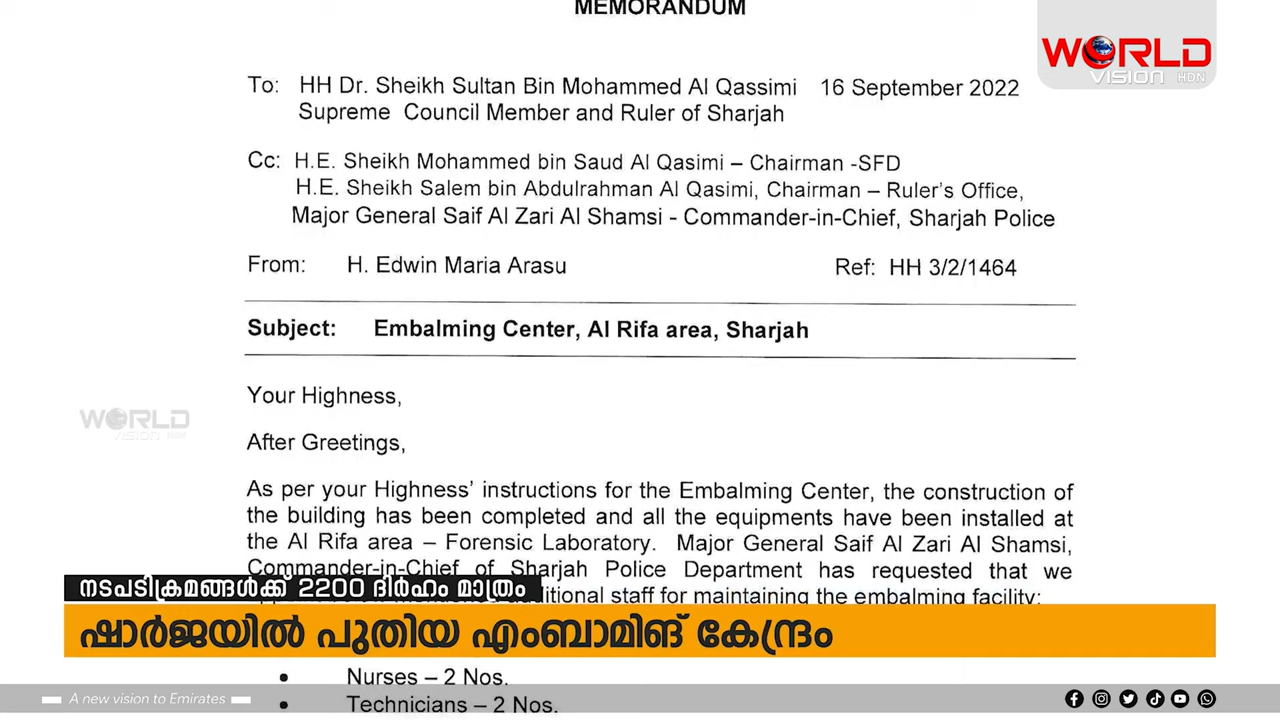 MEMORANDUM
WORLD
VISION HDN
To: HH Dr. Sheikh Sultan Bin Mohammed Al Qassimi 16 September 2022
Supreme Council Member and Ruler of Sharjah
Cc: H.E. Sheikh Mohammed bin Saud Al Qasimi – Chairman -SFD
H.E. Sheikh Salem bin Abdulrahman Al Qasimi, Chairman – Ruler's Office,
Major General Saif Al Zari Al Shamsi - Commander-in-Chief, Sharjah Police
From: H. Edwin Maria Arasu Ref: HH 3/2/1464
Subject: Embalming Center, Al Rifa area, Sharjah
Your Highness,
WORLD
VISION HDN
After Greetings,
As per your Highness' instructions for the Embalming Center, the construction of
the building has been completed and all the equipments have been installed at
the Al Rifa area – Forensic Laboratory. Major General Saif Al Zari Al Shamsi,
Commander-in-Chief of Sharjah Police Department has requested that we
additional staff for maintaining the embalming facility:
നടപടിക്രമങ്ങൾക്ക് 2200 ദിർഹം മാത്രം
ഷാർജയിൽ പുതിയ എംബാമിങ് കേന്ദ്രം
• Nurses – 2 Nos.
• Technicians – 2 Nos.
A new vision to Emirates